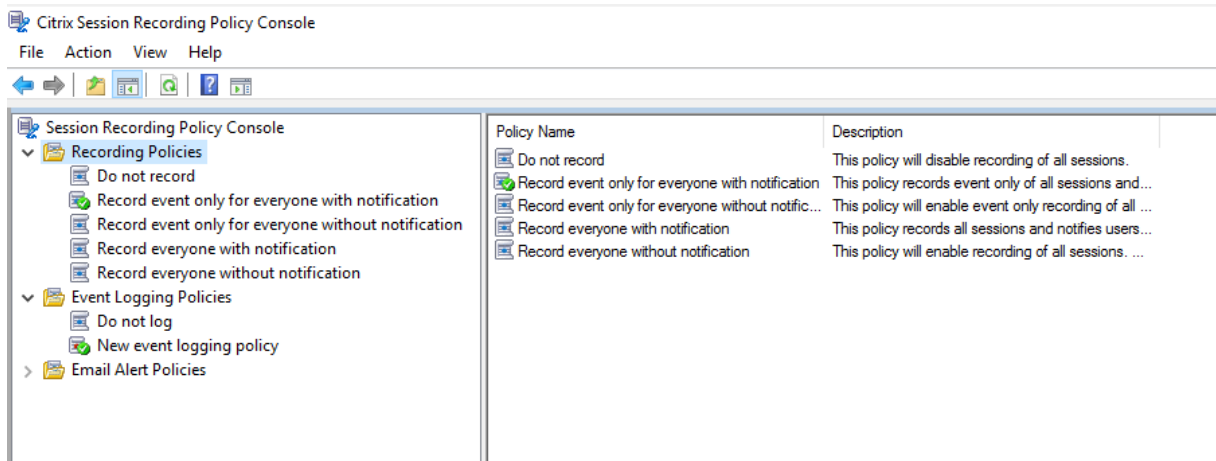 Citrix Session Recording Policy Console
File Action View Help
Session Recording Policy Console
Recording Policies
Do not record
Record event only for everyone with notification
Record event only for everyone without notification
Record everyone with notification
Record everyone without notification
Event Logging Policies
Do not log
New event logging policy
Email Alert Policies
Policy Name Description
Do not record This policy will disable recording of all sessions.
Record event only for everyone with notification This policy records event only of all sessions and...
Record event only for everyone without notific... This policy will enable event only recording of all ...
Record everyone with notification This policy records all sessions and notifies users...
Record everyone without notification This policy will enable recording of all sessions. ...